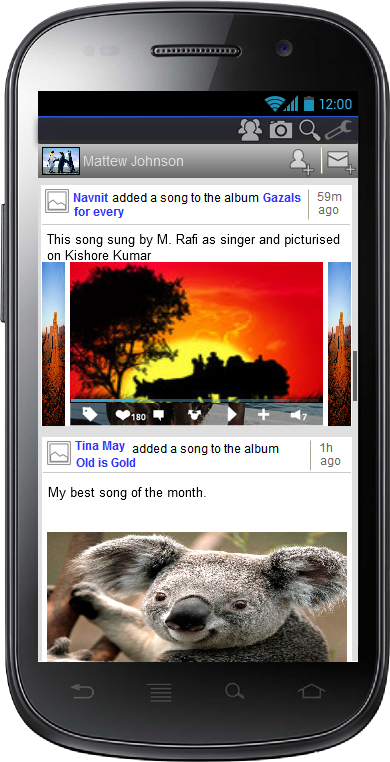 12:00
Mattew Johnson
Navnit added a song to the album Gazals
for every
59m
ago
This song sung by M. Rafi as singer and picturised
on Kishore Kumar
180
7
Tina May added a song to the album
Old is Gold
1h
ago
My best song of the month.